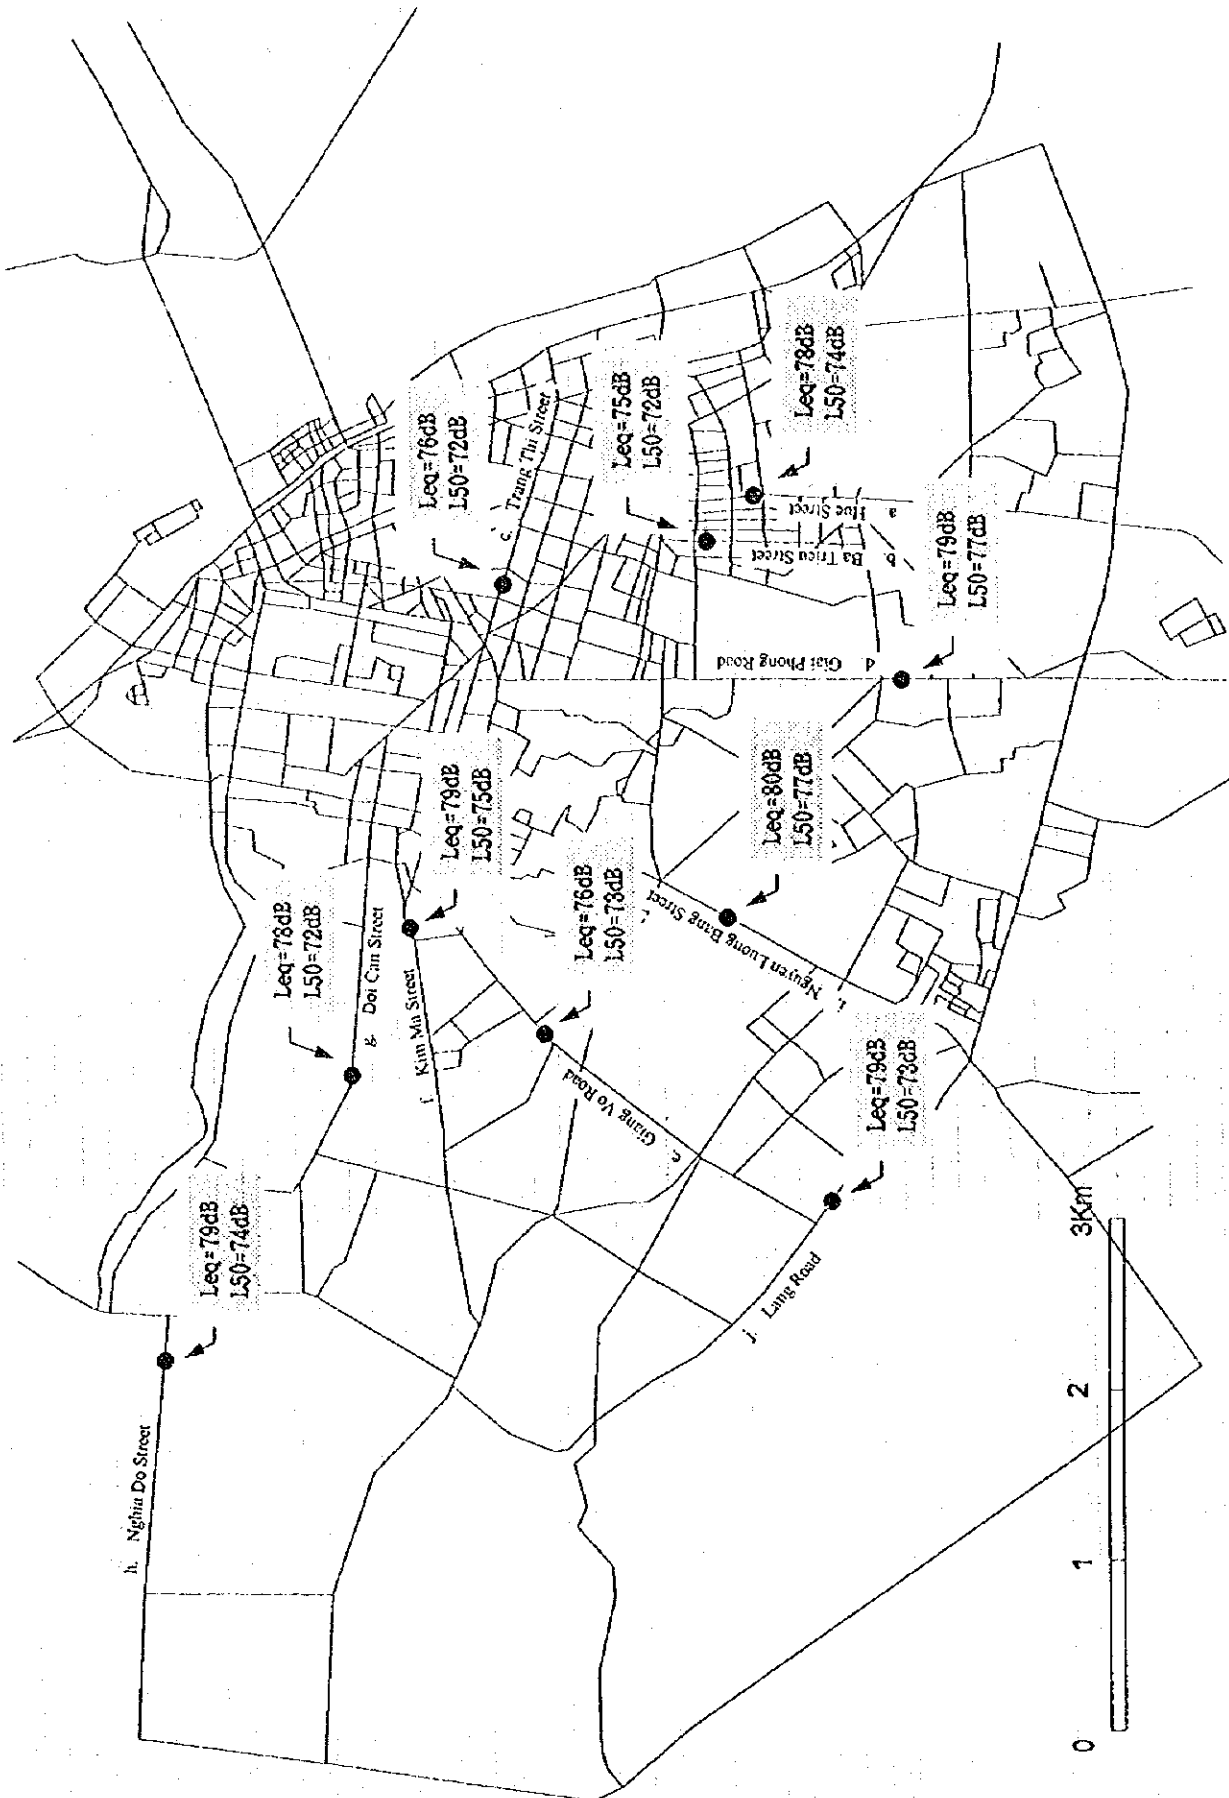 h. Nghia Do Street
Leq=79dB
L50=74dB
g. Doi Can Street
Leq=78dB
L50=72dB
f. Kim Ma Street
Leq=79dB
L50=75dB
c. Trang Thi Street
Leq=76dB
L50=72dB
e. Giang Vo Road
Leq=76dB
L50=73dB
b. Ba Trieu Street
Leq=75dB
L50=72dB
a. Hue Street
Leq=78dB
L50=74dB
i. Nguyen Luong Bang Street
Leq=80dB
L50=77dB
d. Giai Phong Road
Leq=79dB
L50=77dB
j. Lang Road
Leq=79dB
L50=73dB
0
1
2
3Km